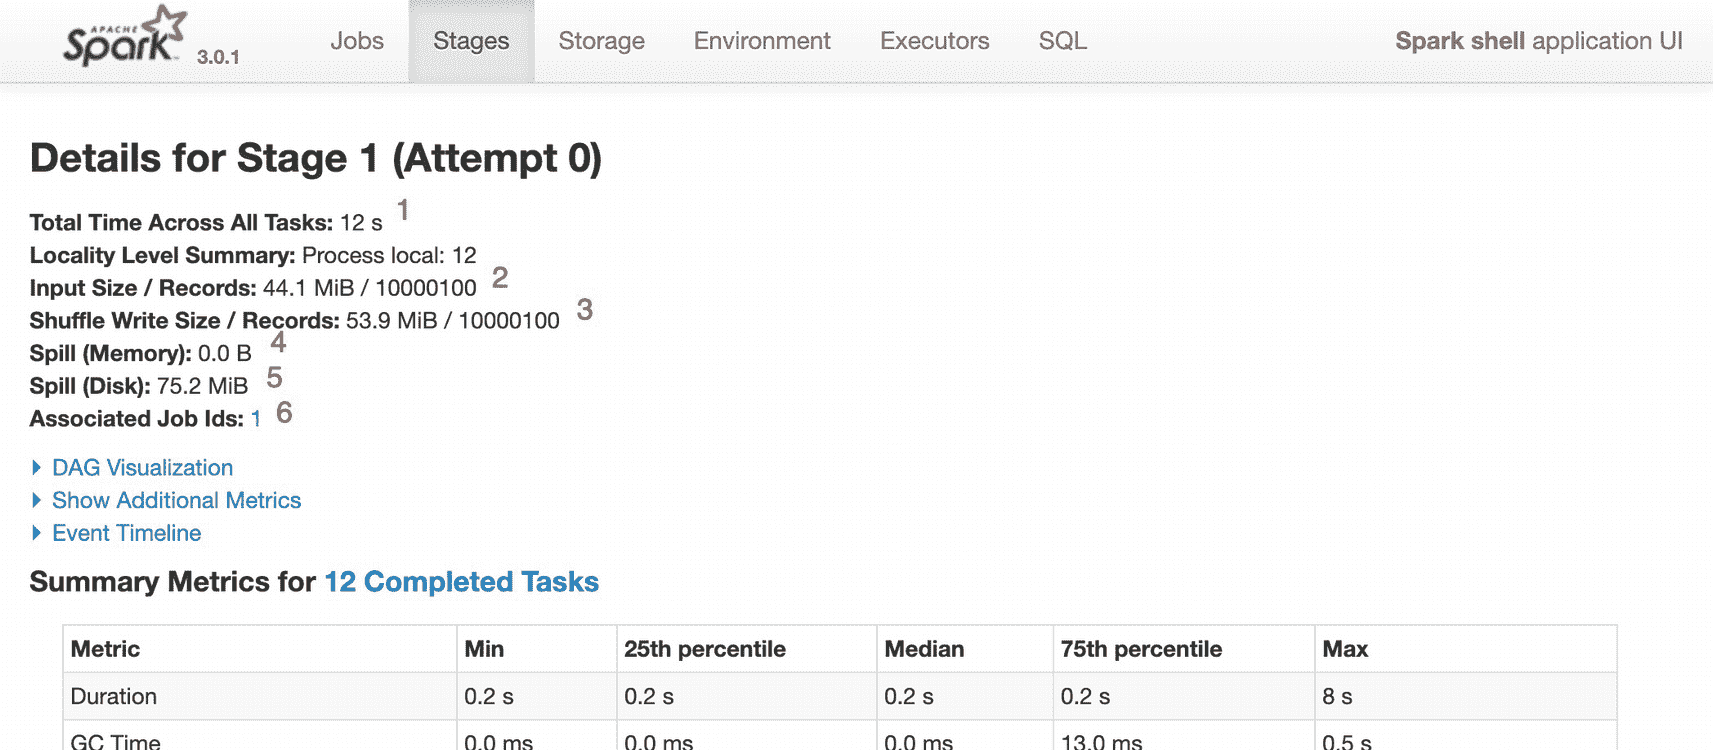 APACHE Spark 3.0.1 Jobs Stages Storage Environment Executors SQL Spark shell application UI
Details for Stage 1 (Attempt 0)
Total Time Across All Tasks: 12 s 1
Locality Level Summary: Process local: 12
Input Size / Records: 44.1 MiB / 10000100 2
Shuffle Write Size / Records: 53.9 MiB / 10000100 3
Spill (Memory): 0.0 B 4
Spill (Disk): 75.2 MiB 5
Associated Job Ids: 1 6
DAG Visualization
Show Additional Metrics
Event Timeline
Summary Metrics for 12 Completed Tasks
Metric Min 25th percentile Median 75th percentile Max
Duration 0.2 s 0.2 s 0.2 s 0.2 s 8 s
GC Time 0.0 ms 0.0 ms 0.0 ms 13.0 ms 0.5 s